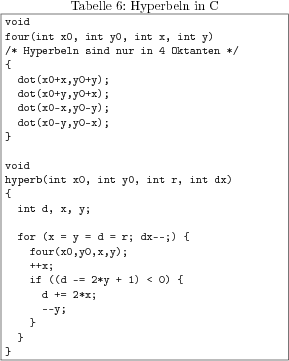 Tabelle 6: Hyperbeln in C
void
four(int x0, int y0, int x, int y)
/* Hyperbeln sind nur in 4 Oktanten */
{
  dot(x0+x,y0+y);
  dot(x0+y,y0+x);
  dot(x0-x,y0-y);
  dot(x0-y,y0-x);
}

void
hyperb(int x0, int y0, int r, int dx)
{
  int d, x, y;

  for (x = y = d = r; dx--;) {
    four(x0,y0,x,y);
    ++x;
    if ((d -= 2*y + 1) < 0) {
      d += 2*x;
      --y;
    }
  }
}